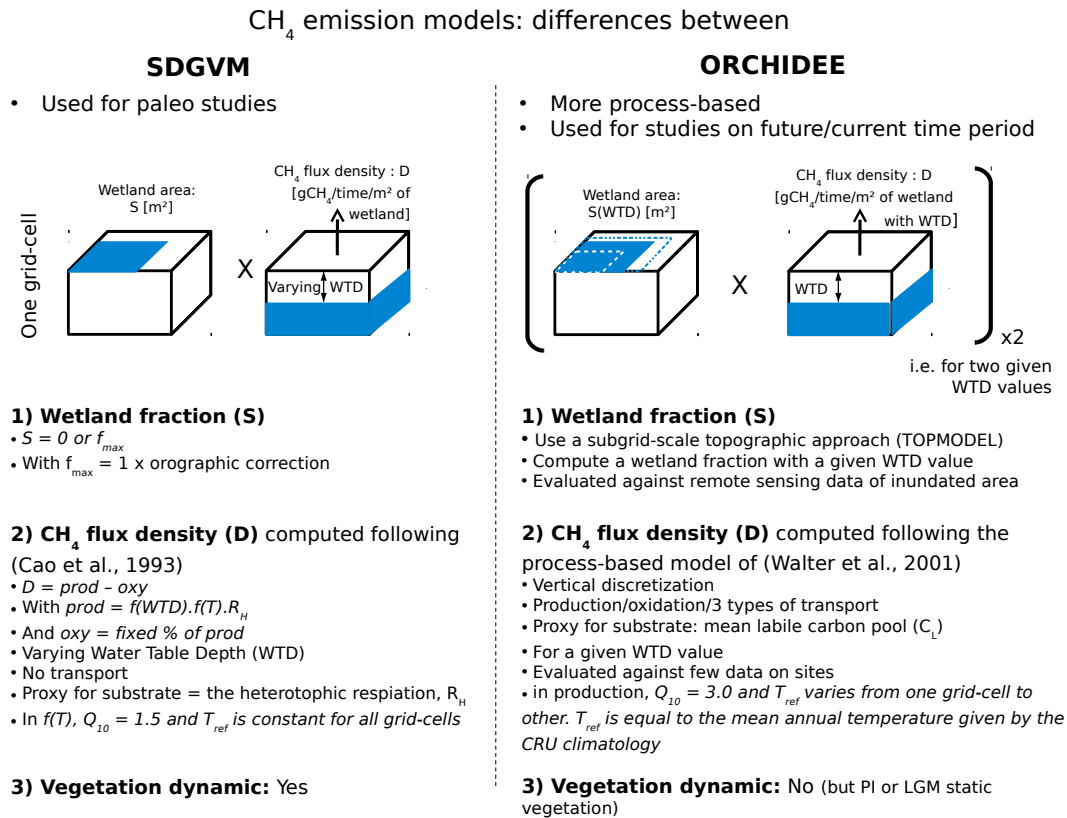 CH4 emission models: differences between
SDGVM
• Used for paleo studies
One grid-cell
Wetland area:
S [m²]
X
CH4 flux density : D
[gCH4/time/m² of
wetland]
Varying WTD
1) Wetland fraction (S)
• S = 0 or fmax
• With fmax = 1 x orographic correction
2) CH4 flux density (D) computed following
(Cao et al., 1993)
• D = prod – oxy
• With prod = f(WTD).f(T).RH
• And oxy = fixed % of prod
• Varying Water Table Depth (WTD)
• No transport
• Proxy for substrate = the heterotophic respiation, RH
• In f(T), Q10 = 1.5 and Tref is constant for all grid-cells
3) Vegetation dynamic: Yes
ORCHIDEE
• More process-based
• Used for studies on future/current time period
Wetland area:
S(WTD) [m²]
X
CH4 flux density : D
[gCH4/time/m² of wetland
with WTD]
WTD
x2
i.e. for two given
WTD values
1) Wetland fraction (S)
• Use a subgrid-scale topographic approach (TOPMODEL)
• Compute a wetland fraction with a given WTD value
• Evaluated against remote sensing data of inundated area
2) CH4 flux density (D) computed following the
process-based model of (Walter et al., 2001)
• Vertical discretization
• Production/oxidation/3 types of transport
• Proxy for substrate: mean labile carbon pool (CL)
• For a given WTD value
• Evaluated against few data on sites
• in production, Q10 = 3.0 and Tref varies from one grid-cell to
other. Tref is equal to the mean annual temperature given by the
CRU climatology
3) Vegetation dynamic: No (but PI or LGM static
vegetation)